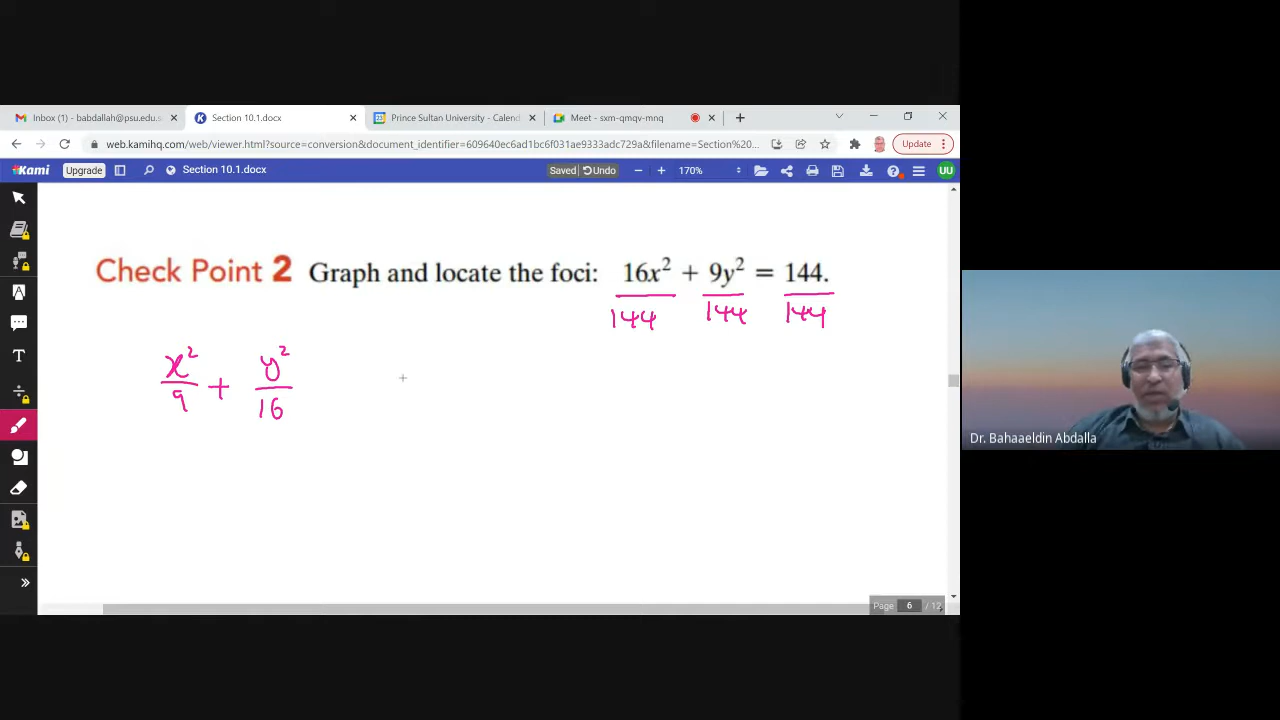 Inbox (1) - babdallah@psu.edu.s
Section 10.1.docx
Prince Sultan University - Calend
Meet - sxm-qmqv-mnq
web.kamihq.com/web/viewer.html?source=conversion&document_identifier=609640ec6ad1bc6f031ae9333adc729a&filename=Section%20...
Update
Kami
Upgrade
Section 10.1.docx
Saved
Undo
170%
UU
Check Point 2 Graph and locate the foci: 16x² + 9y² = 144.
144 144 144
x² y²
+
9 16
T
Dr. Bahaaeldin Abdalla
Page 6 / 12